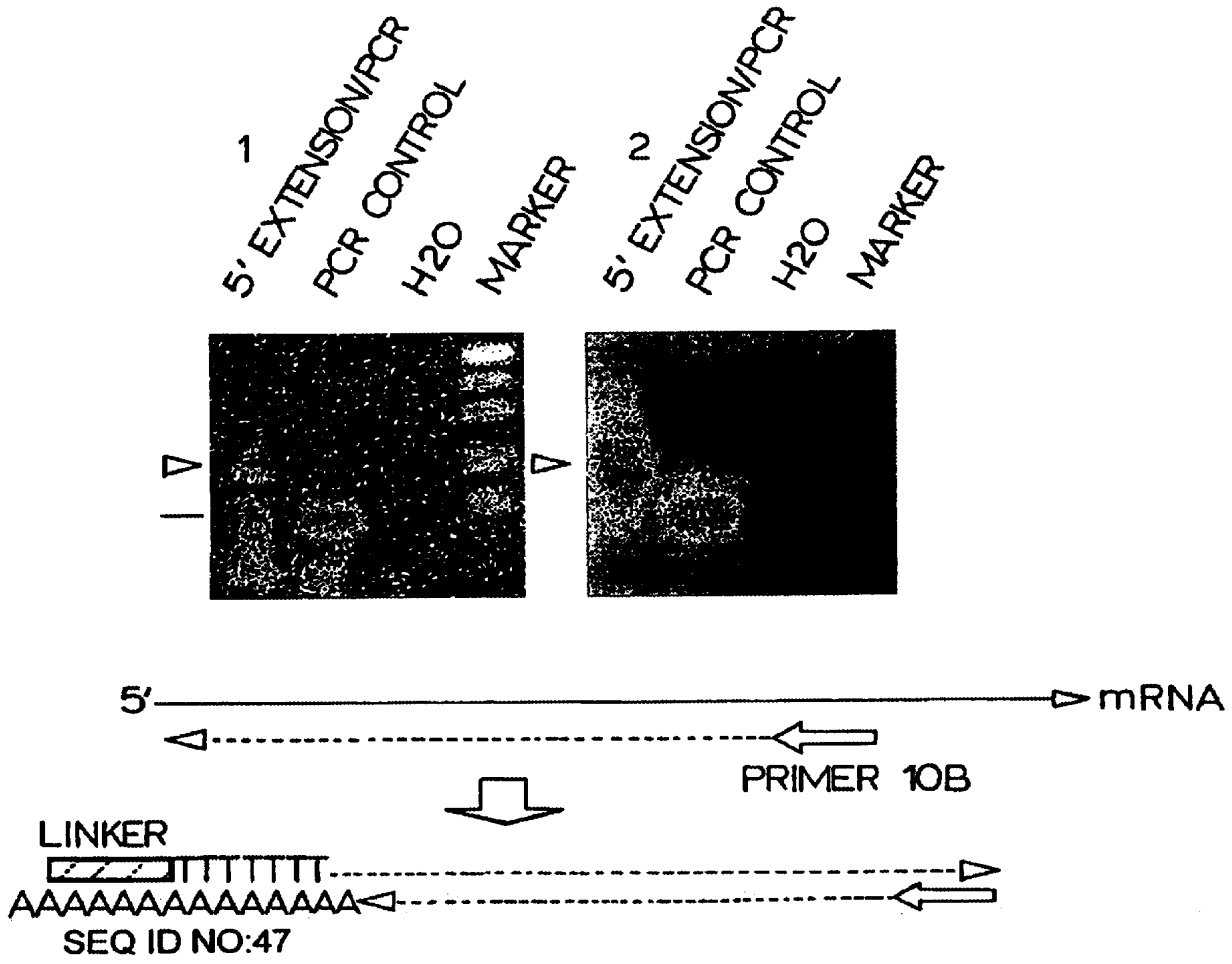 1
5' EXTENSION/PCR
PCR CONTROL
H2O
MARKER
2
5' EXTENSION/PCR
PCR CONTROL
H2O
MARKER
5' mRNA
PRIMER 10B
LINKER
TTTTTTT
AAAAAAAAAAAAAA
SEQ ID NO:47